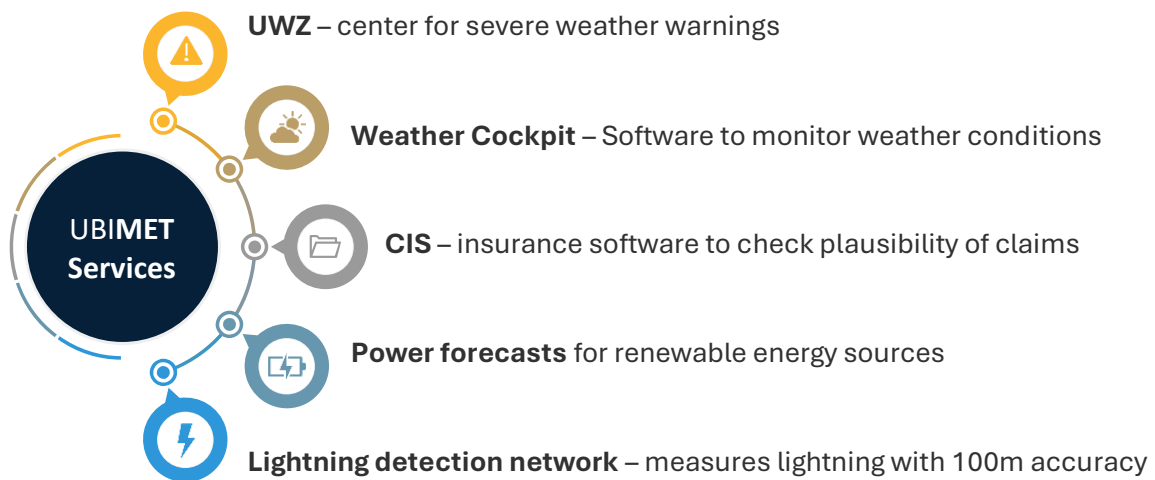 UWZ – center for severe weather warnings
Weather Cockpit – Software to monitor weather conditions
UBIMET
Services
CIS – insurance software to check plausibility of claims
Power forecasts for renewable energy sources
Lightning detection network – measures lightning with 100m accuracy